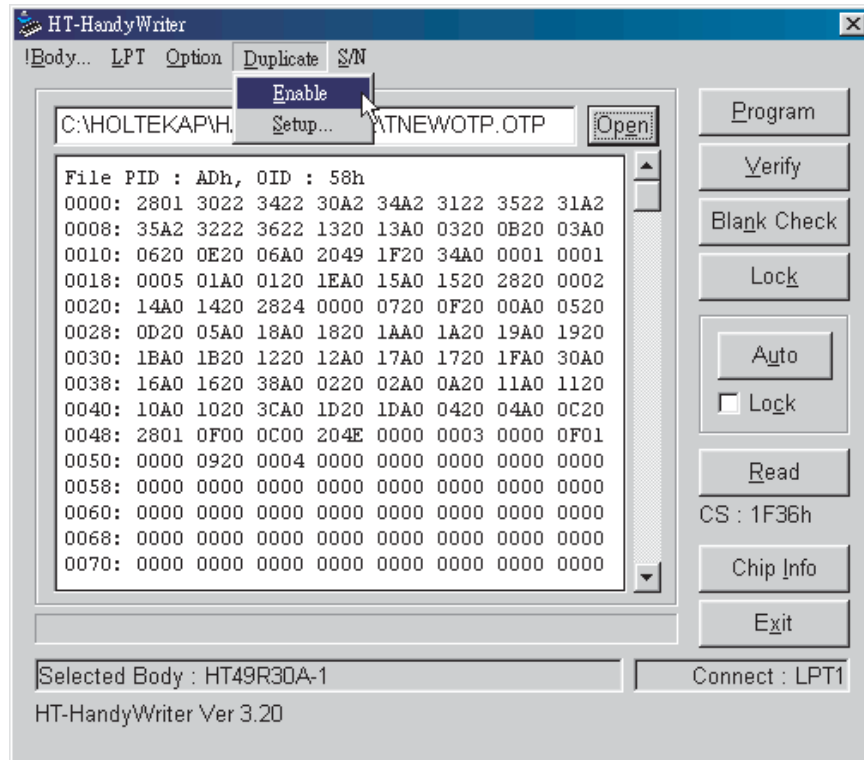 HT-HandyWriter
!Body... LPT Option Duplicate S/N
Enable
Setup...
C:\HOLTEKAP\H. \TNEWOTP.OTP Open
File PID : ADh, OID : 58h
0000: 2801 3022 3422 30A2 34A2 3122 3522 31A2
0008: 35A2 3222 3622 1320 13A0 0320 0B20 03A0
0010: 0620 0E20 06A0 2049 1F20 34A0 0001 0001
0018: 0005 01A0 0120 1EA0 15A0 1520 2820 0002
0020: 14A0 1420 2824 0000 0720 0F20 00A0 0520
0028: 0D20 05A0 18A0 1820 1AA0 1A20 19A0 1920
0030: 1BA0 1B20 1220 12A0 17A0 1720 1FA0 30A0
0038: 16A0 1620 38A0 0220 02A0 0A20 11A0 1120
0040: 10A0 1020 3CA0 1D20 1DA0 0420 04A0 0C20
0048: 2801 0F00 0C00 204E 0000 0003 0000 0F01
0050: 0000 0920 0004 0000 0000 0000 0000 0000
0058: 0000 0000 0000 0000 0000 0000 0000 0000
0060: 0000 0000 0000 0000 0000 0000 0000 0000
0068: 0000 0000 0000 0000 0000 0000 0000 0000
0070: 0000 0000 0000 0000 0000 0000 0000 0000
Program
Verify
Blank Check
Lock
Auto
Lock
Read
CS : 1F36h
Chip Info
Exit
Selected Body : HT49R30A-1 Connect : LPT1
HT-HandyWriter Ver 3.20